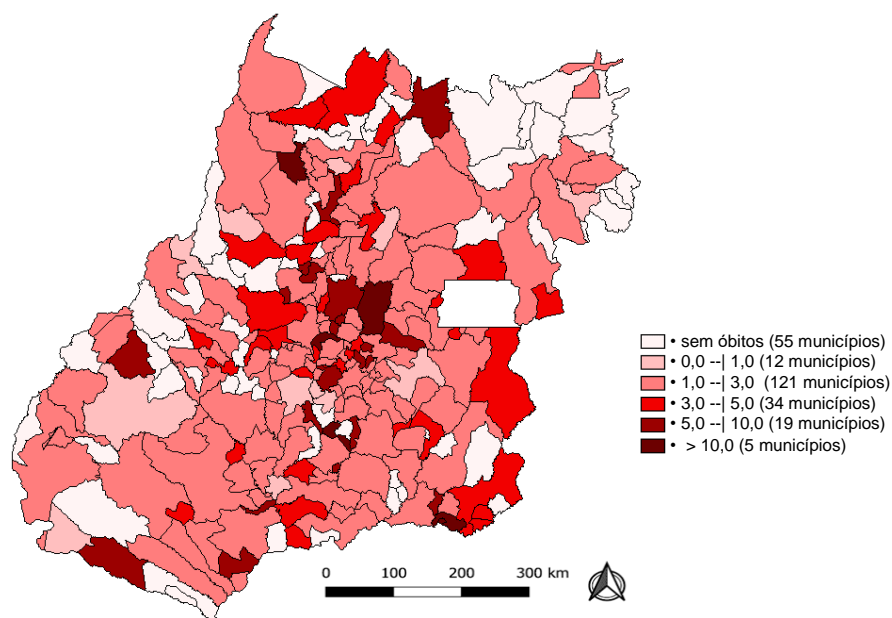 • sem óbitos (55 municípios)
• 0,0 --| 1,0 (12 municípios)
• 1,0 --| 3,0 (121 municípios)
• 3,0 --| 5,0 (34 municípios)
• 5,0 --| 10,0 (19 municípios)
• > 10,0 (5 municípios)
0 100 200 300 km